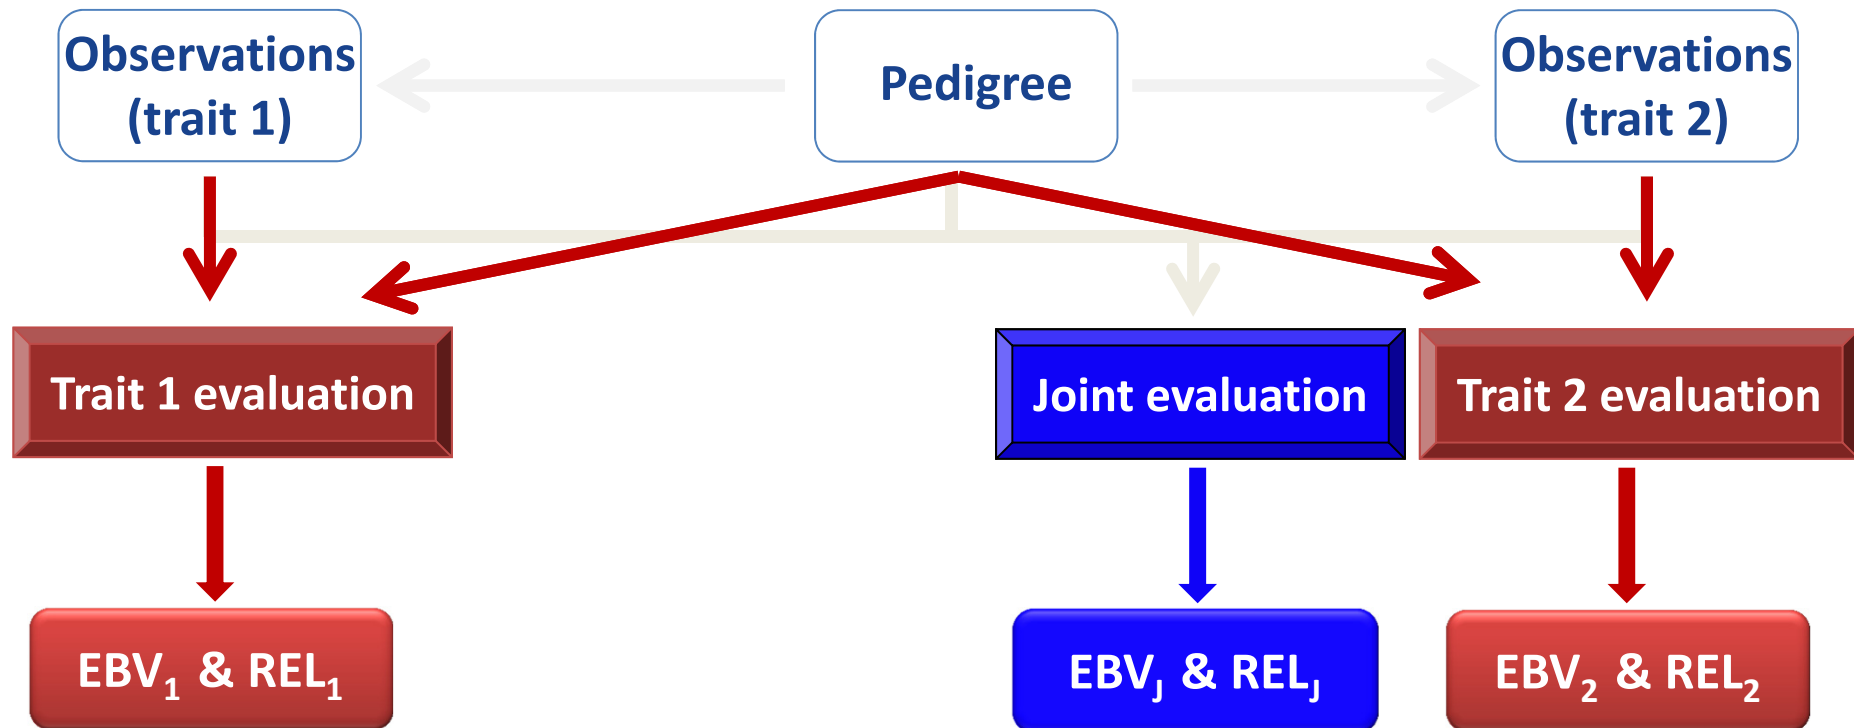 Observations
(trait 1)
Pedigree
Observations
(trait 2)
Trait 1 evaluation
Joint evaluation
Trait 2 evaluation
EBV₁ & REL₁
EBVJ & RELJ
EBV₂ & REL₂